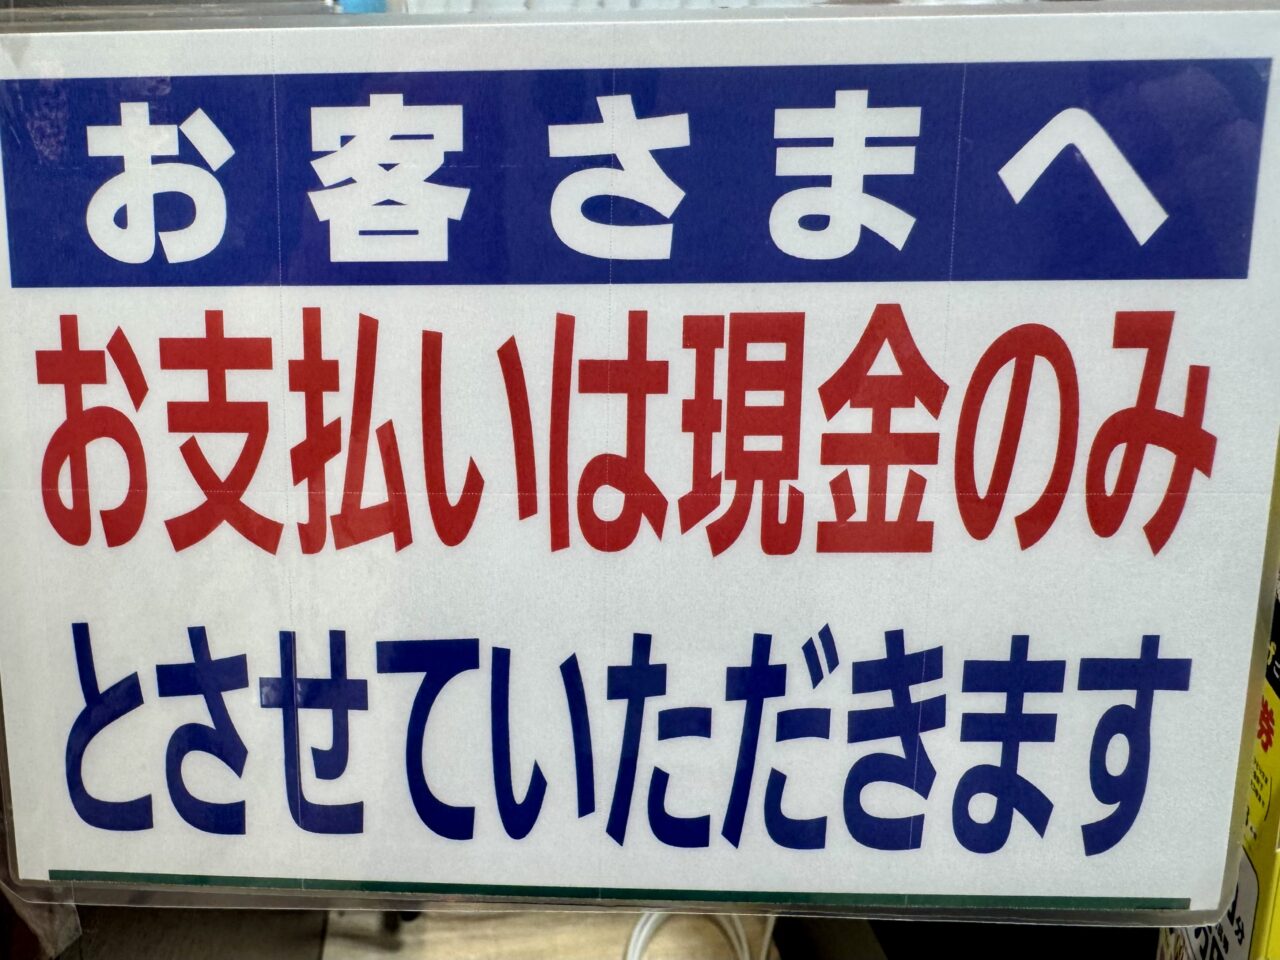 お客さまへ
お支払いは現金のみ
とさせていただきます
券